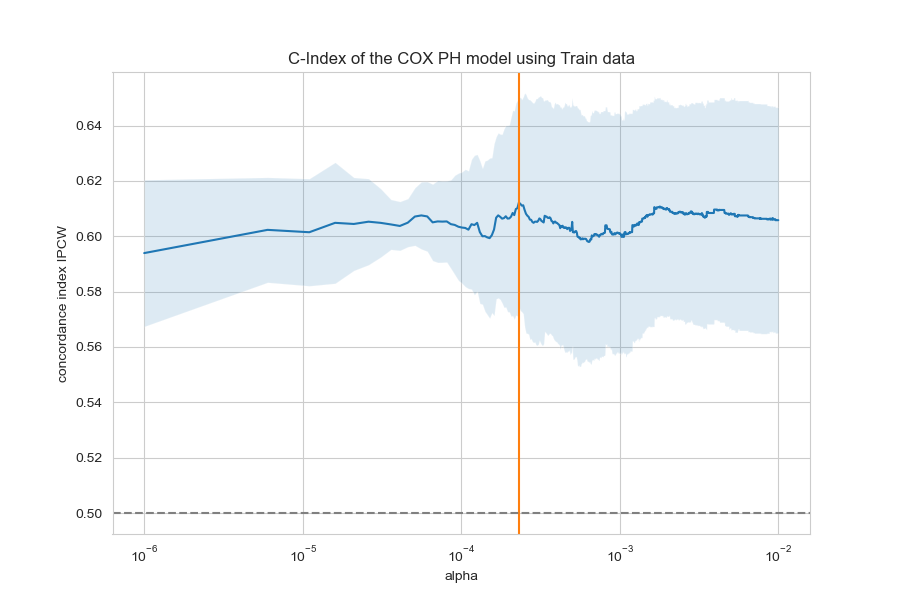 C-Index of the COX PH model using Train data
concordance index IPCW
0.64
0.62
0.60
0.58
0.56
0.54
0.52
0.50
10⁻⁶ 10⁻⁵ 10⁻⁴ 10⁻³ 10⁻²
alpha